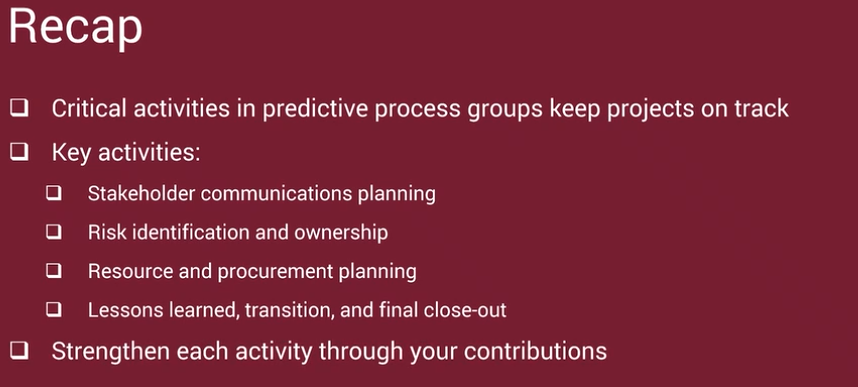 Recap
❑ Critical activities in predictive process groups keep projects on track
❑ Key activities:
❑ Stakeholder communications planning
❑ Risk identification and ownership
❑ Resource and procurement planning
❑ Lessons learned, transition, and final close-out
❑ Strengthen each activity through your contributions